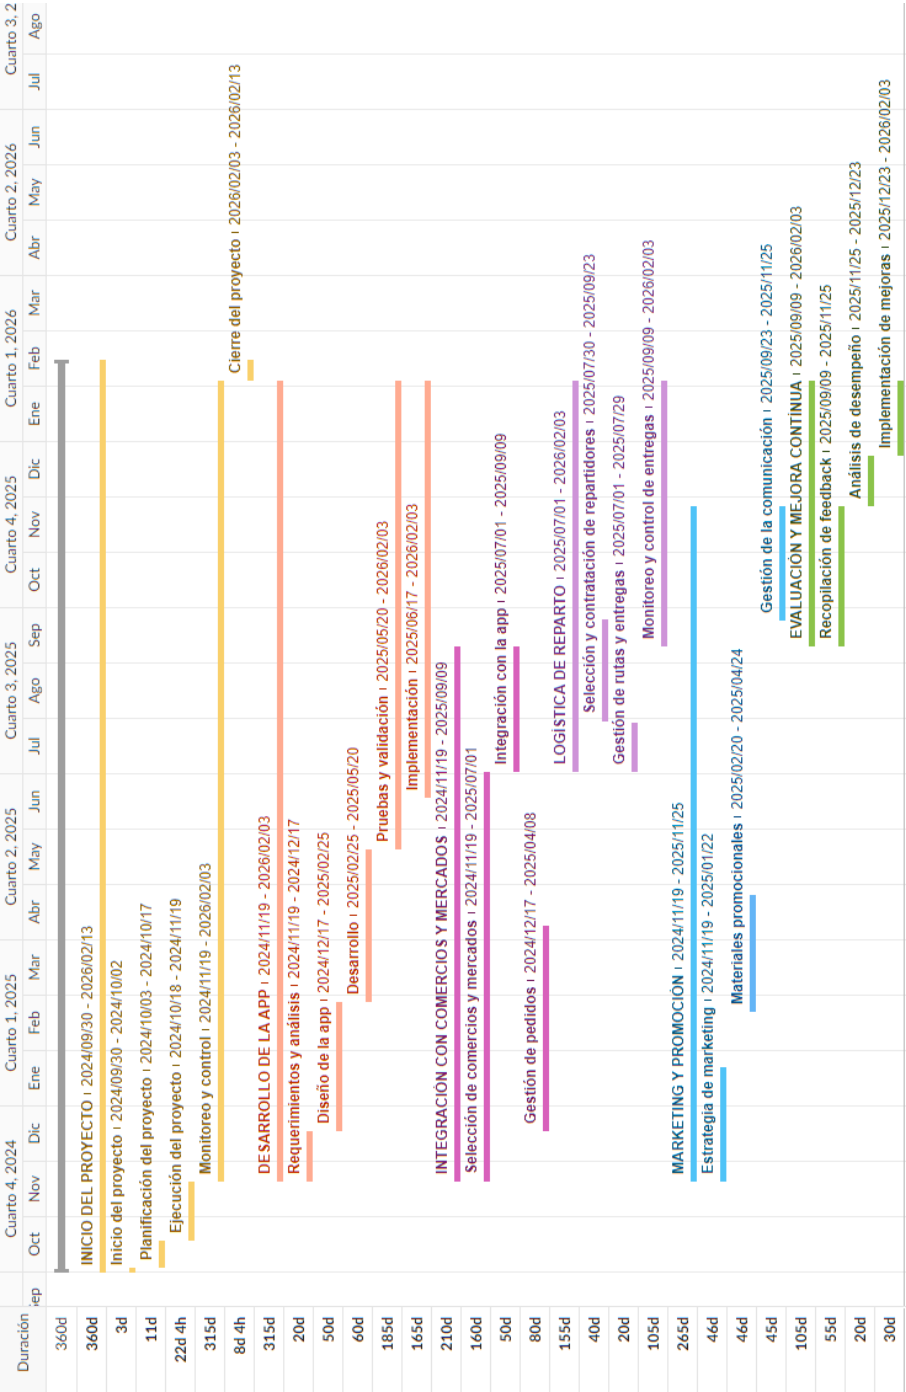 Duración
Cuarto 4, 2024
Cuarto 1, 2025
Cuarto 2, 2025
Cuarto 3, 2025
Cuarto 4, 2025
Cuarto 1, 2026
Cuarto 2, 2026
Cuarto 3, 2
ep
Oct
Nov
Dic
Ene
Feb
Mar
Abr
May
Jun
Jul
Ago
Sep
Oct
Nov
Dic
Ene
Feb
Mar
Abr
May
Jun
Jul
Ago
360d
360d
INICIO DEL PROYECTO ı 2024/09/30 - 2026/02/13
3d
Inicio del proyecto ı 2024/09/30 - 2024/10/02
11d
Planificación del proyecto ı 2024/10/03 - 2024/10/17
22d 4h
Ejecución del proyecto ı 2024/10/18 - 2024/11/19
315d
Monitoreo y control ı 2024/11/19 - 2026/02/03
8d 4h
Cierre del proyecto ı 2026/02/03 - 2026/02/13
315d
DESARROLLO DE LA APP ı 2024/11/19 - 2026/02/03
20d
Requerimientos y análisis ı 2024/11/19 - 2024/12/17
50d
Diseño de la app ı 2024/12/17 - 2025/02/25
60d
Desarrollo ı 2025/02/25 - 2025/05/20
185d
Pruebas y validación ı 2025/05/20 - 2026/02/03
165d
Implementación ı 2025/06/17 - 2026/02/03
210d
INTEGRACIÓN CON COMERCIOS Y MERCADOS ı 2024/11/19 - 2025/09/09
160d
Selección de comercios y mercados ı 2024/11/19 - 2025/07/01
50d
Integración con la app ı 2025/07/01 - 2025/09/09
80d
Gestión de pedidos ı 2024/12/17 - 2025/04/08
155d
LOGÍSTICA DE REPARTO ı 2025/07/01 - 2026/02/03
40d
Selección y contratación de repartidores ı 2025/07/30 - 2025/09/23
20d
Gestión de rutas y entregas ı 2025/07/01 - 2025/07/29
105d
Monitoreo y control de entregas ı 2025/09/09 - 2026/02/03
265d
MARKETING Y PROMOCIÓN ı 2024/11/19 - 2025/11/25
46d
Estrategia de marketing ı 2024/11/19 - 2025/01/22
46d
Materiales promocionales ı 2025/02/20 - 2025/04/24
45d
Gestión de la comunicación ı 2025/09/23 - 2025/11/25
105d
EVALUACIÓN Y MEJORA CONTÍNUA ı 2025/09/09 - 2026/02/03
55d
Recopilación de feedback ı 2025/09/09 - 2025/11/25
20d
Análisis de desempeño ı 2025/11/25 - 2025/12/23
30d
Implementación de mejoras ı 2025/12/23 - 2026/02/03